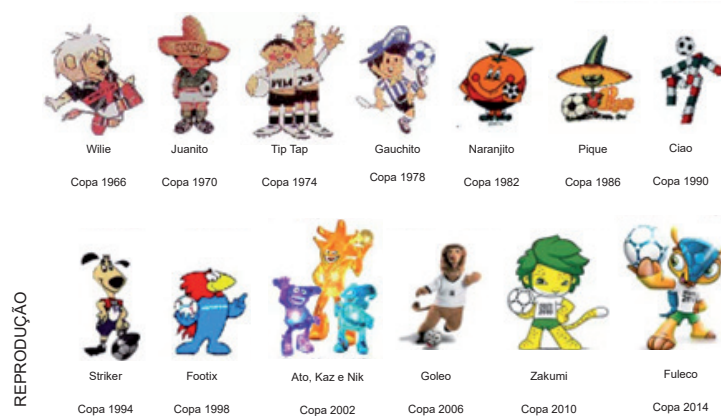 Wilie
Juanito
Tip Tap
Gauchito
Naranjito
Pique
Ciao
Copa 1966
Copa 1970
Copa 1974
Copa 1978
Copa 1982
Copa 1986
Copa 1990
Striker
Footix
Ato, Kaz e Nik
Goleo
Zakumi
Fuleco
Copa 1994
Copa 1998
Copa 2002
Copa 2006
Copa 2010
Copa 2014
REPRODUÇÃO